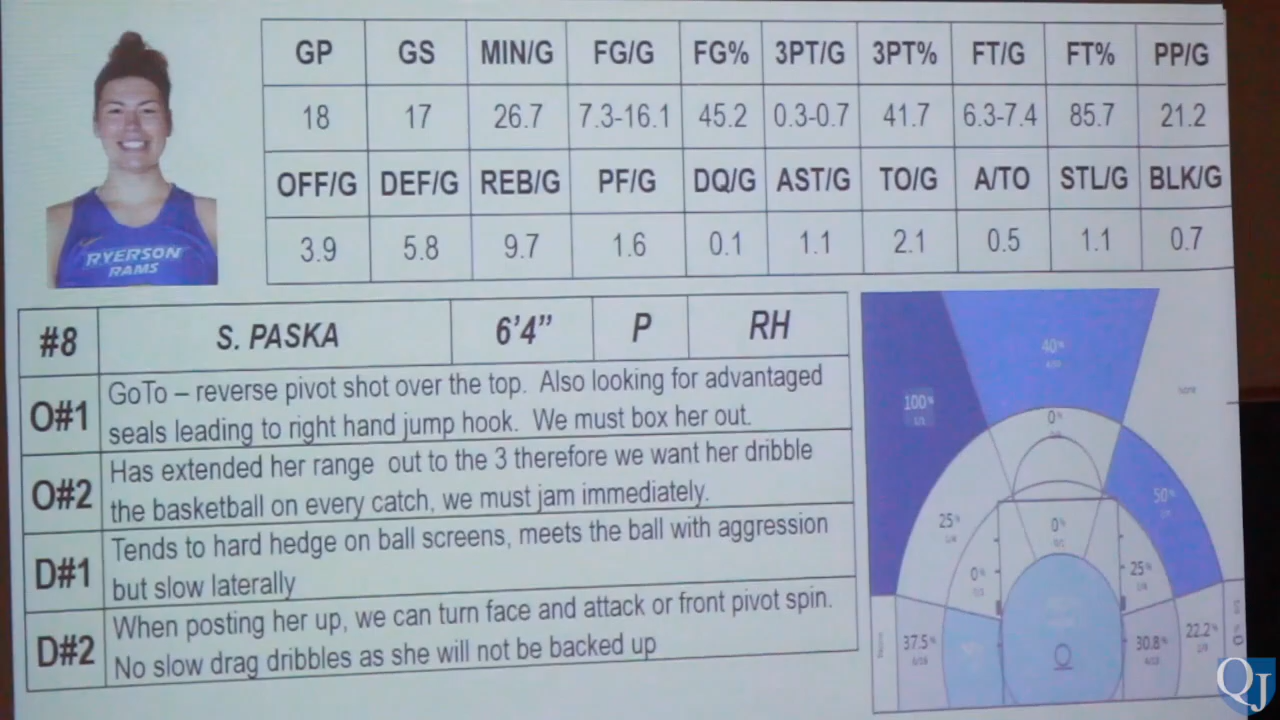 GP GS MIN/G FG/G FG% 3PT/G 3PT% FT/G FT% PP/G
18 17 26.7 7.3-16.1 45.2 0.3-0.7 41.7 6.3-7.4 85.7 21.2
OFF/G DEF/G REB/G PF/G DQ/G AST/G TO/G A/TO STL/G BLK/G
3.9 5.8 9.7 1.6 0.1 1.1 2.1 0.5 1.1 0.7
RYERSON
RAMS
#8 S. PASKA 6'4” P RH
O#1 GoTo – reverse pivot shot over the top. Also looking for advantaged
seals leading to right hand jump hook. We must box her out.
O#2 Has extended her range out to the 3 therefore we want her dribble
the basketball on every catch, we must jam immediately.
D#1 Tends to hard hedge on ball screens, meets the ball with aggression
but slow laterally
D#2 When posting her up, we can turn face and attack or front pivot spin.
No slow drag dribbles as she will not be backed up
40%
None
100%
0%
50%
25%
0%
0%
25%
37.5%
30.8%
22.2%
QJ